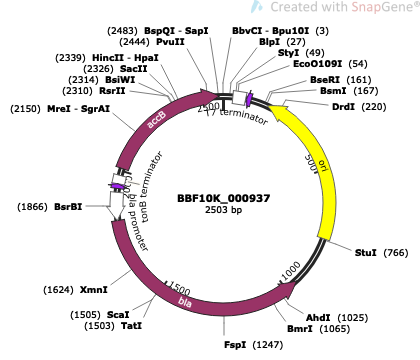 Created with SnapGene®
(2483) BspQI - SapI
(2444) PvuII
(2339) HincII - HpaI
(2326) SacII
(2314) BsiWI
(2310) RsrII
(2150) MreI - SgrAI
BbvCI - Bpu10I (3)
BlpI (27)
StyI (49)
EcoO109I (54)
BseRI (161)
BsmI (167)
DrdI (220)
accB
2500
T7 terminator
500
ori
tonB terminator
bla promoter
BBF10K_000937
2503 bp
(1866) BsrBI
StuI (766)
1000
1500
bla
(1624) XmnI
(1505) ScaI
(1503) TatI
AhdI (1025)
BmrI (1065)
FspI (1247)